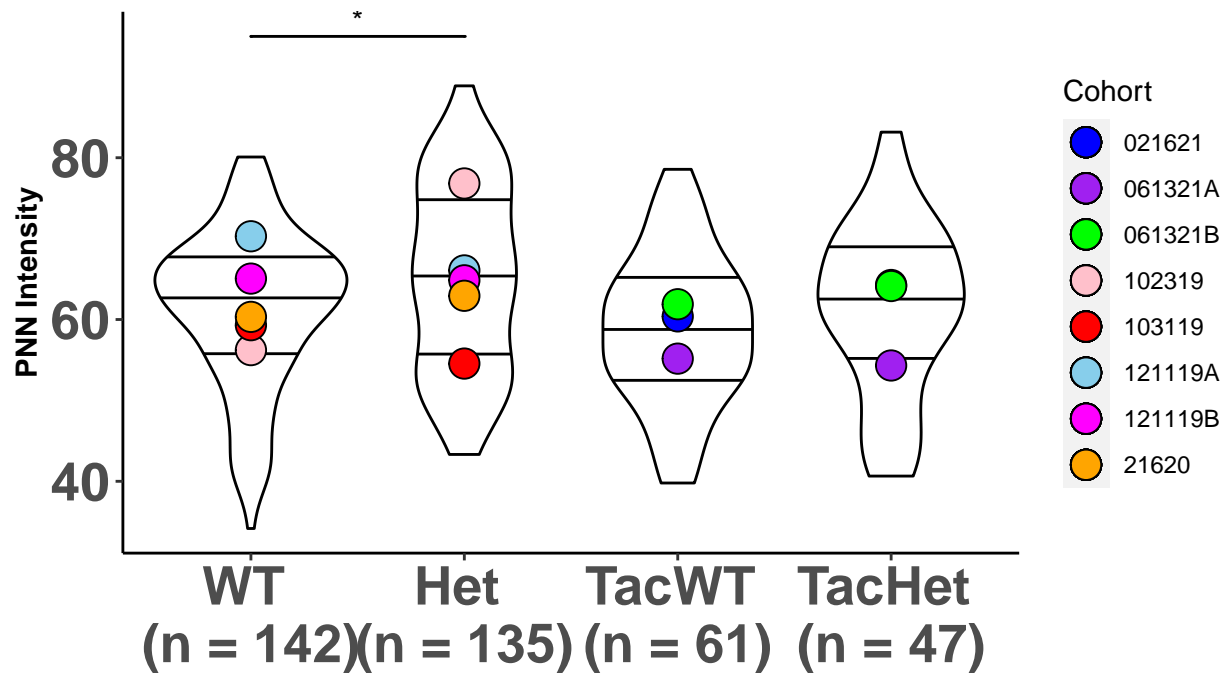 *
80
60
40
PNN Intensity
WT
(n = 142)
Het
(n = 135)
TacWT
(n = 61)
TacHet
(n = 47)
Cohort
021621
061321A
061321B
102319
103119
121119A
121119B
21620